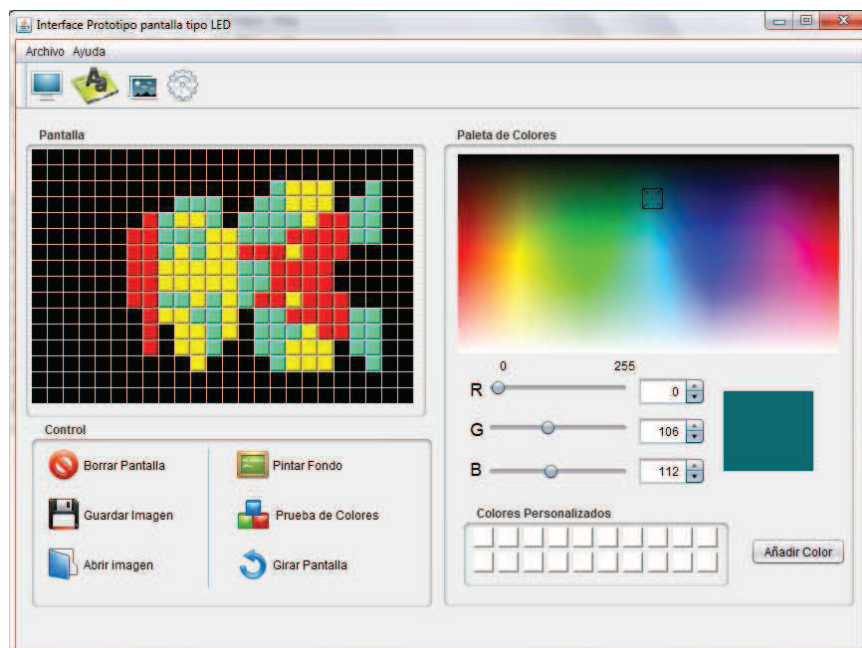 Interface Prototipo pantalla tipo LED
Archivo Ayuda
Aa
Pantalla
Paleta de Colores
0 255
R 0
G 106
B 112
Control
Borrar Pantalla
Pintar Fondo
Guardar Imagen
Prueba de Colores
Abrir imagen
Girar Pantalla
Colores Personalizados
Añadir Color